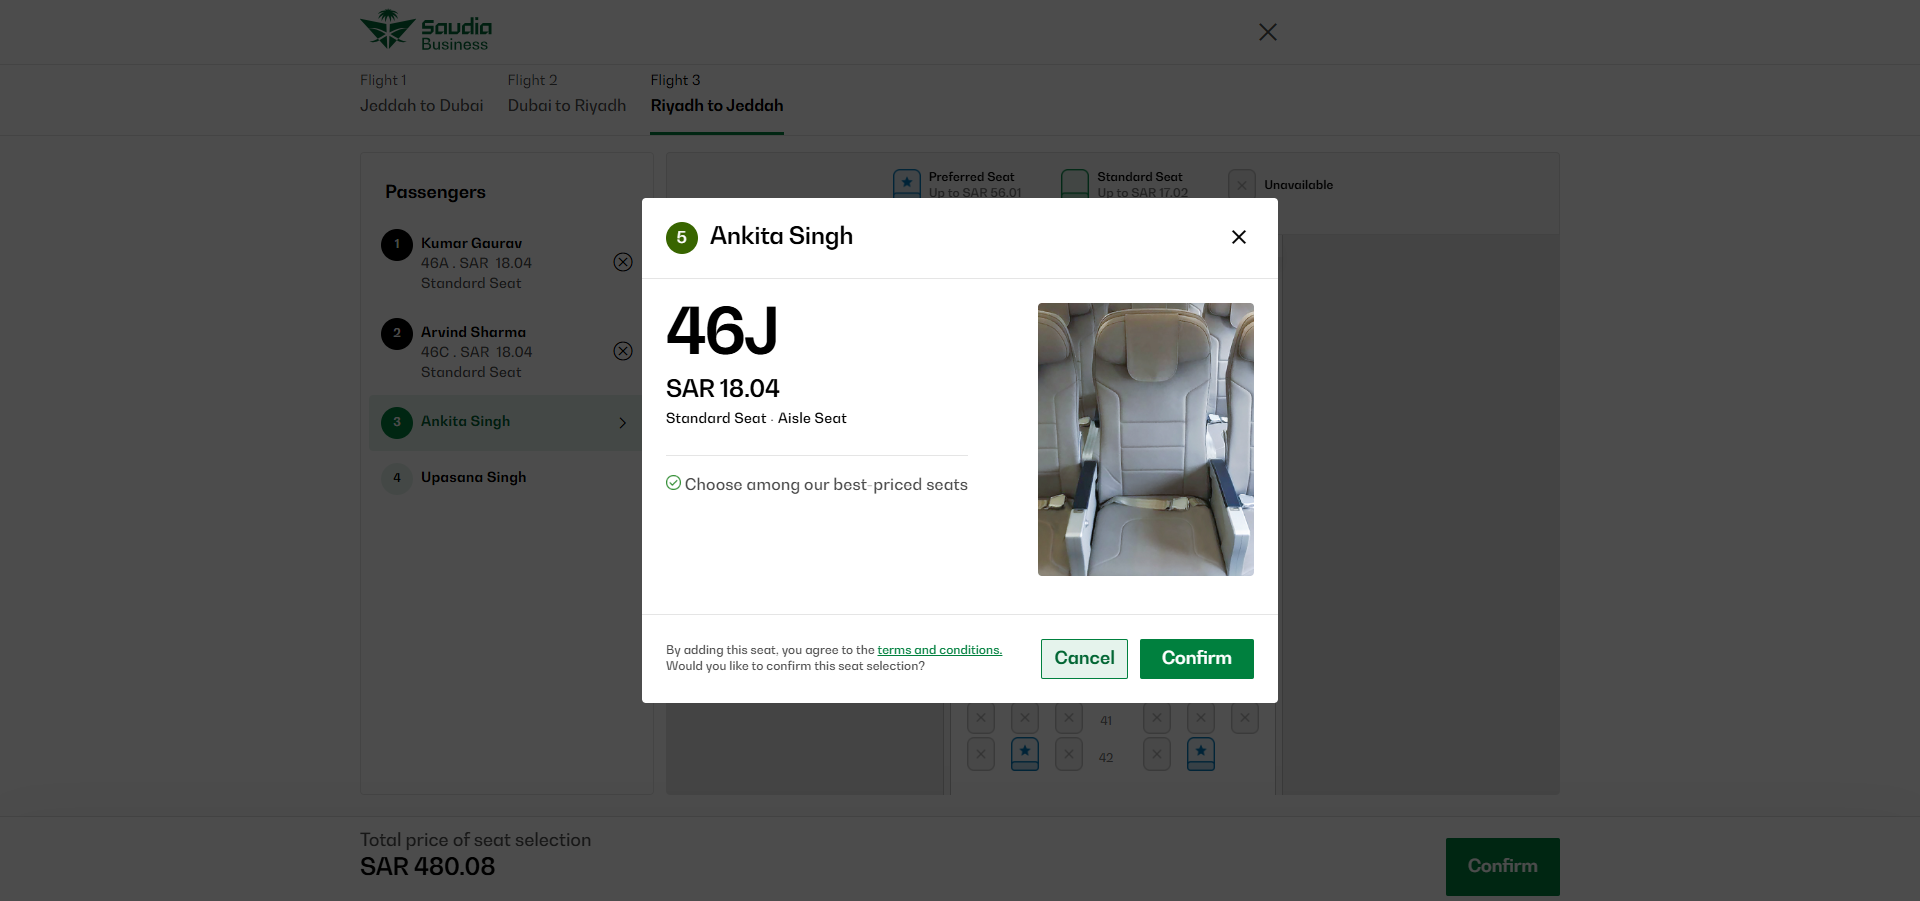 Saudia
Business
Flight 1
Jeddah to Dubai
Flight 2
Dubai to Riyadh
Flight 3
Riyadh to Jeddah
Passengers
1
Kumar Gaurav
46A . SAR 18.04
Standard Seat
2
Arvind Sharma
46C . SAR 18.04
Standard Seat
3
Ankita Singh
4
Upasana Singh
Preferred Seat
Up to SAR 56.01
Standard Seat
Up to SAR 17.02
Unavailable
5
Ankita Singh
46J
SAR 18.04
Standard Seat · Aisle Seat
Choose among our best-priced seats
By adding this seat, you agree to the terms and conditions.
Would you like to confirm this seat selection?
Cancel
Confirm
41
42
Total price of seat selection
SAR 480.08
Confirm